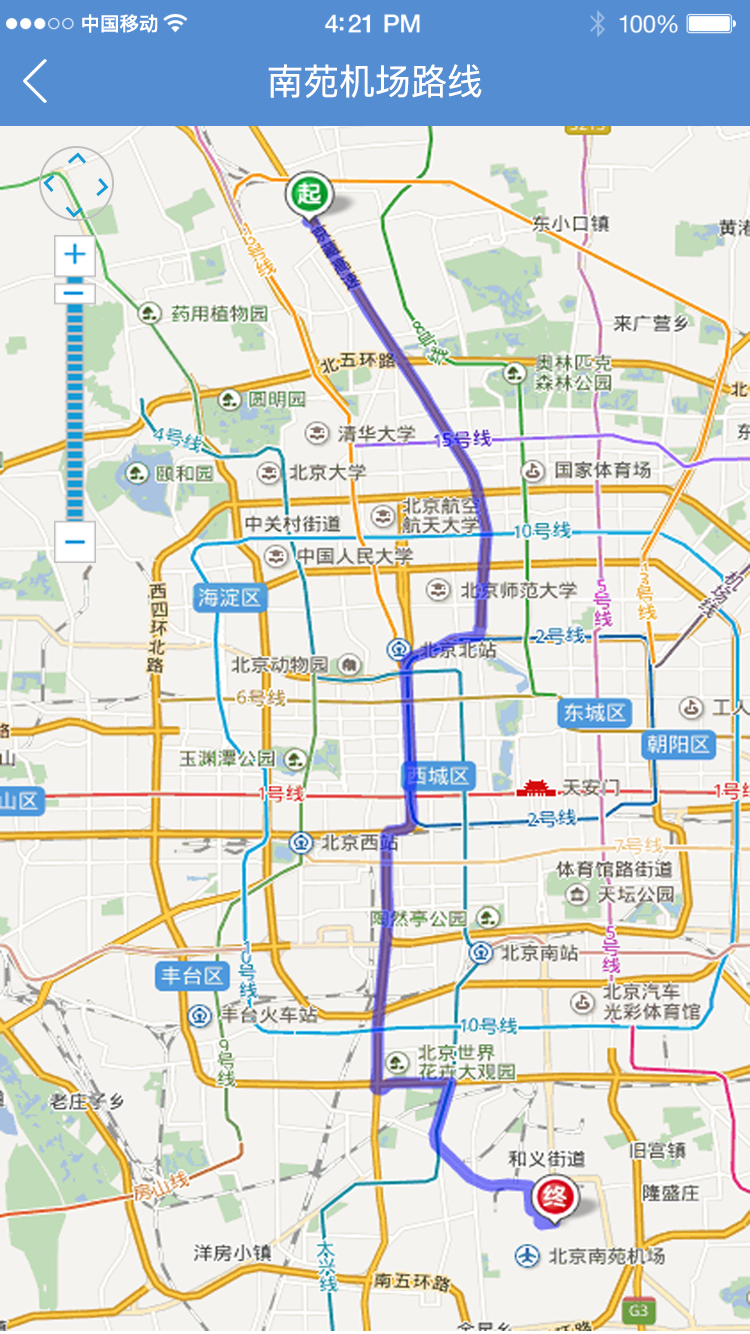 中国移动
4:21 PM
100%
南苑机场路线
S213
起
13号线
京藏高速
东小口镇
黄港
药用植物园
来广营乡
8号线
北五环路
奥林匹克
森林公园
圆明园
北
清华大学
15号线
4号线
颐和园
北京大学
国家体育场
北京航空
航天大学
中关村街道
10号线
中国人民大学
机场线
海淀区
北京师范大学
5号线
13号线
西四环北路
2号线
北京北站
北京动物园
6号线
东城区
工人
朝阳区
路
山
玉渊潭公园
西城区
天安门
山区
1号线
1号线
2号线
北京西站
7号线
体育馆路街道
天坛公园
陶然亭公园
5号线
北京南站
10号线
丰台区
北京汽车
光彩体育馆
丰台火车站
10号线
9号线
北京世界
花卉大观园
老庄子乡
和义街道
旧宫镇
房山线
终
隆盛庄
洋房小镇
大兴线
北京南苑机场
南五环路
G3